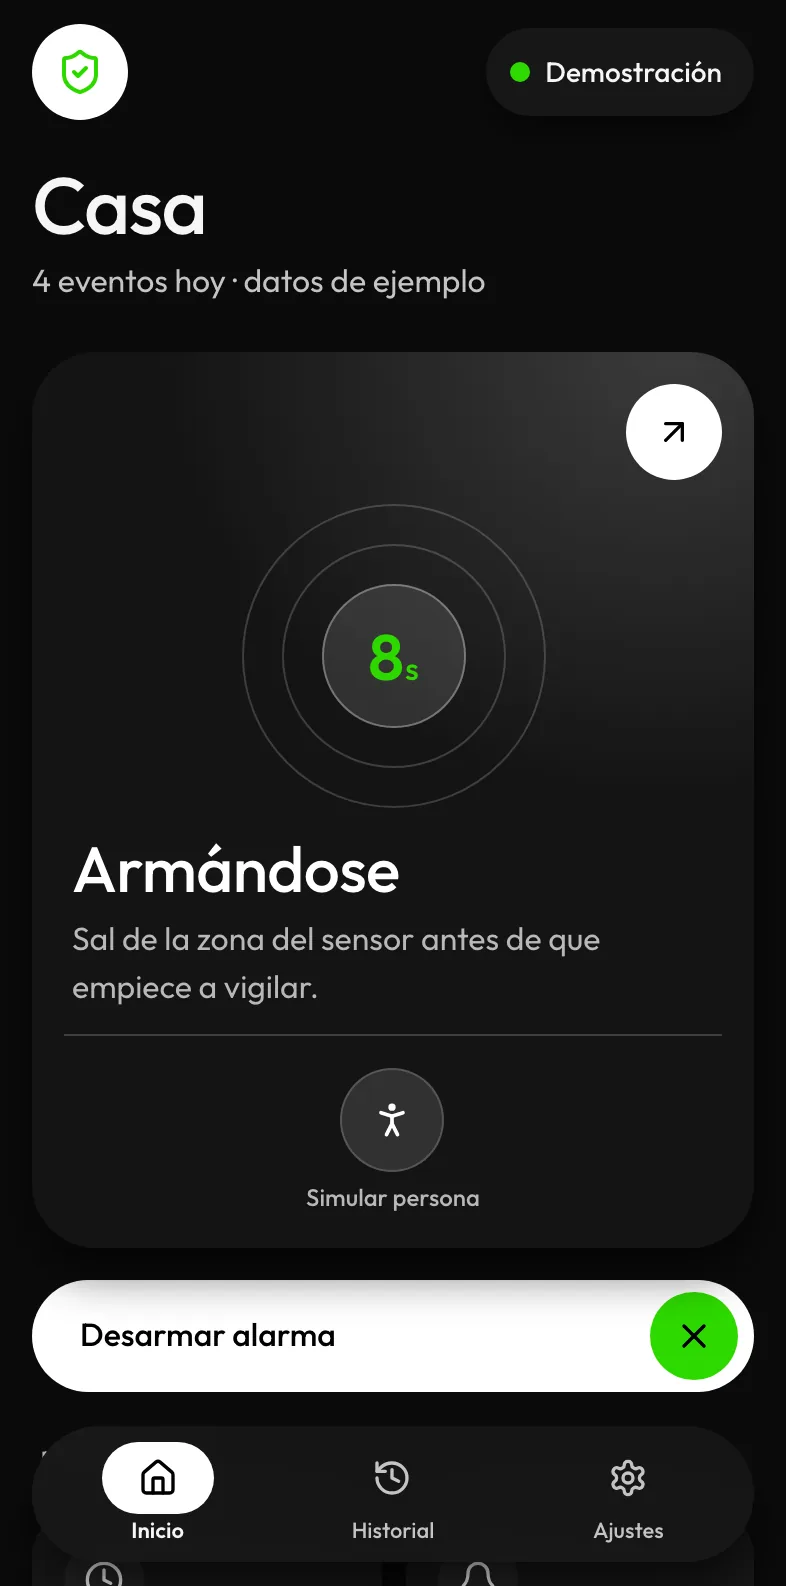 Demostración
Casa
4 eventos hoy · datos de ejemplo
8s
Armándose
Sal de la zona del sensor antes de que
empiece a vigilar.
Simular persona
Desarmar alarma
Inicio
Historial
Ajustes